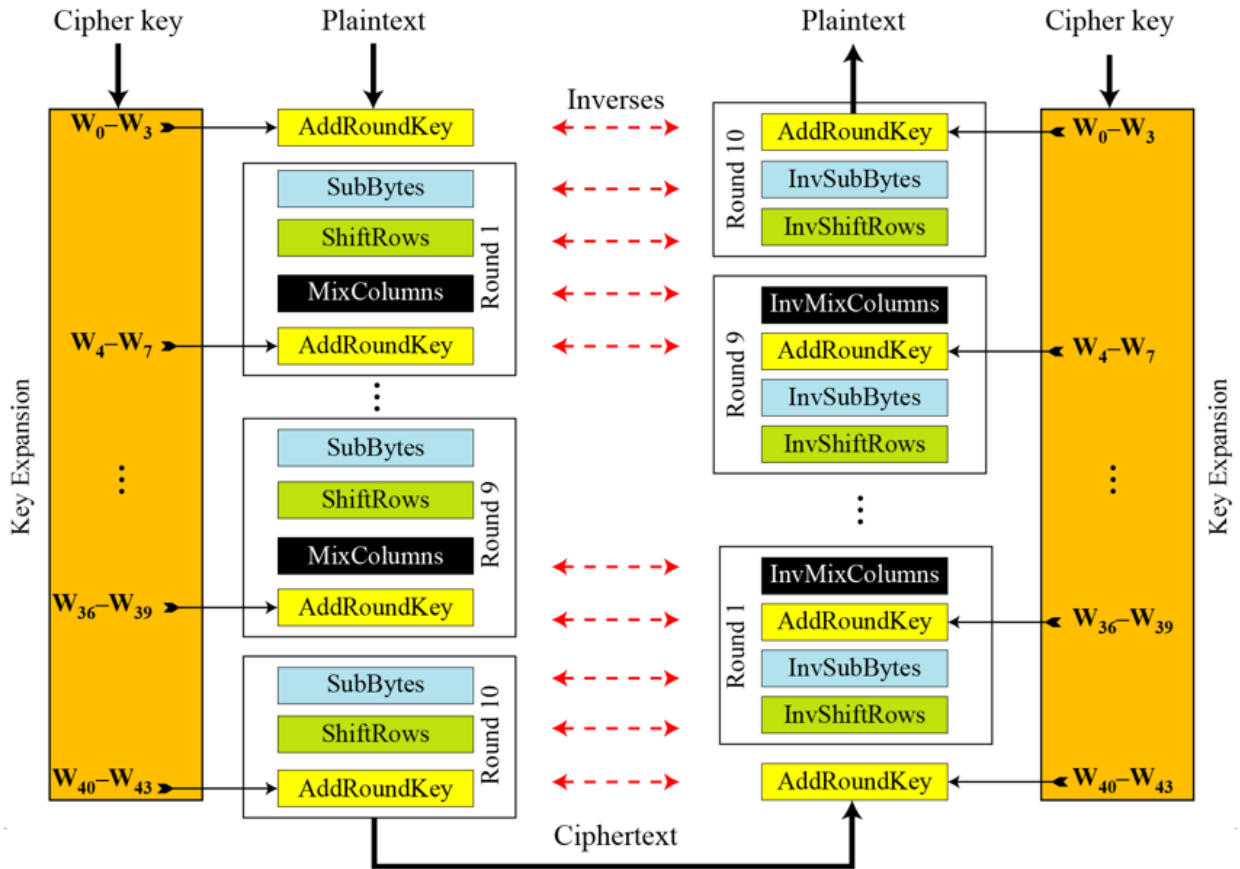 Cipher key
Plaintext
Plaintext
Cipher key
Inverses
W0–W3
AddRoundKey
SubBytes
ShiftRows
MixColumns
AddRoundKey
Round 1
W4–W7
⋮
SubBytes
ShiftRows
MixColumns
AddRoundKey
Round 9
⋮
W36–W39
SubBytes
ShiftRows
AddRoundKey
Round 10
W40–W43
Key Expansion
Ciphertext
AddRoundKey
InvSubBytes
InvShiftRows
Round 10
W0–W3
InvMixColumns
AddRoundKey
InvSubBytes
InvShiftRows
Round 9
W4–W7
⋮
⋮
InvMixColumns
AddRoundKey
InvSubBytes
InvShiftRows
Round 1
W36–W39
AddRoundKey
W40–W43
Key Expansion